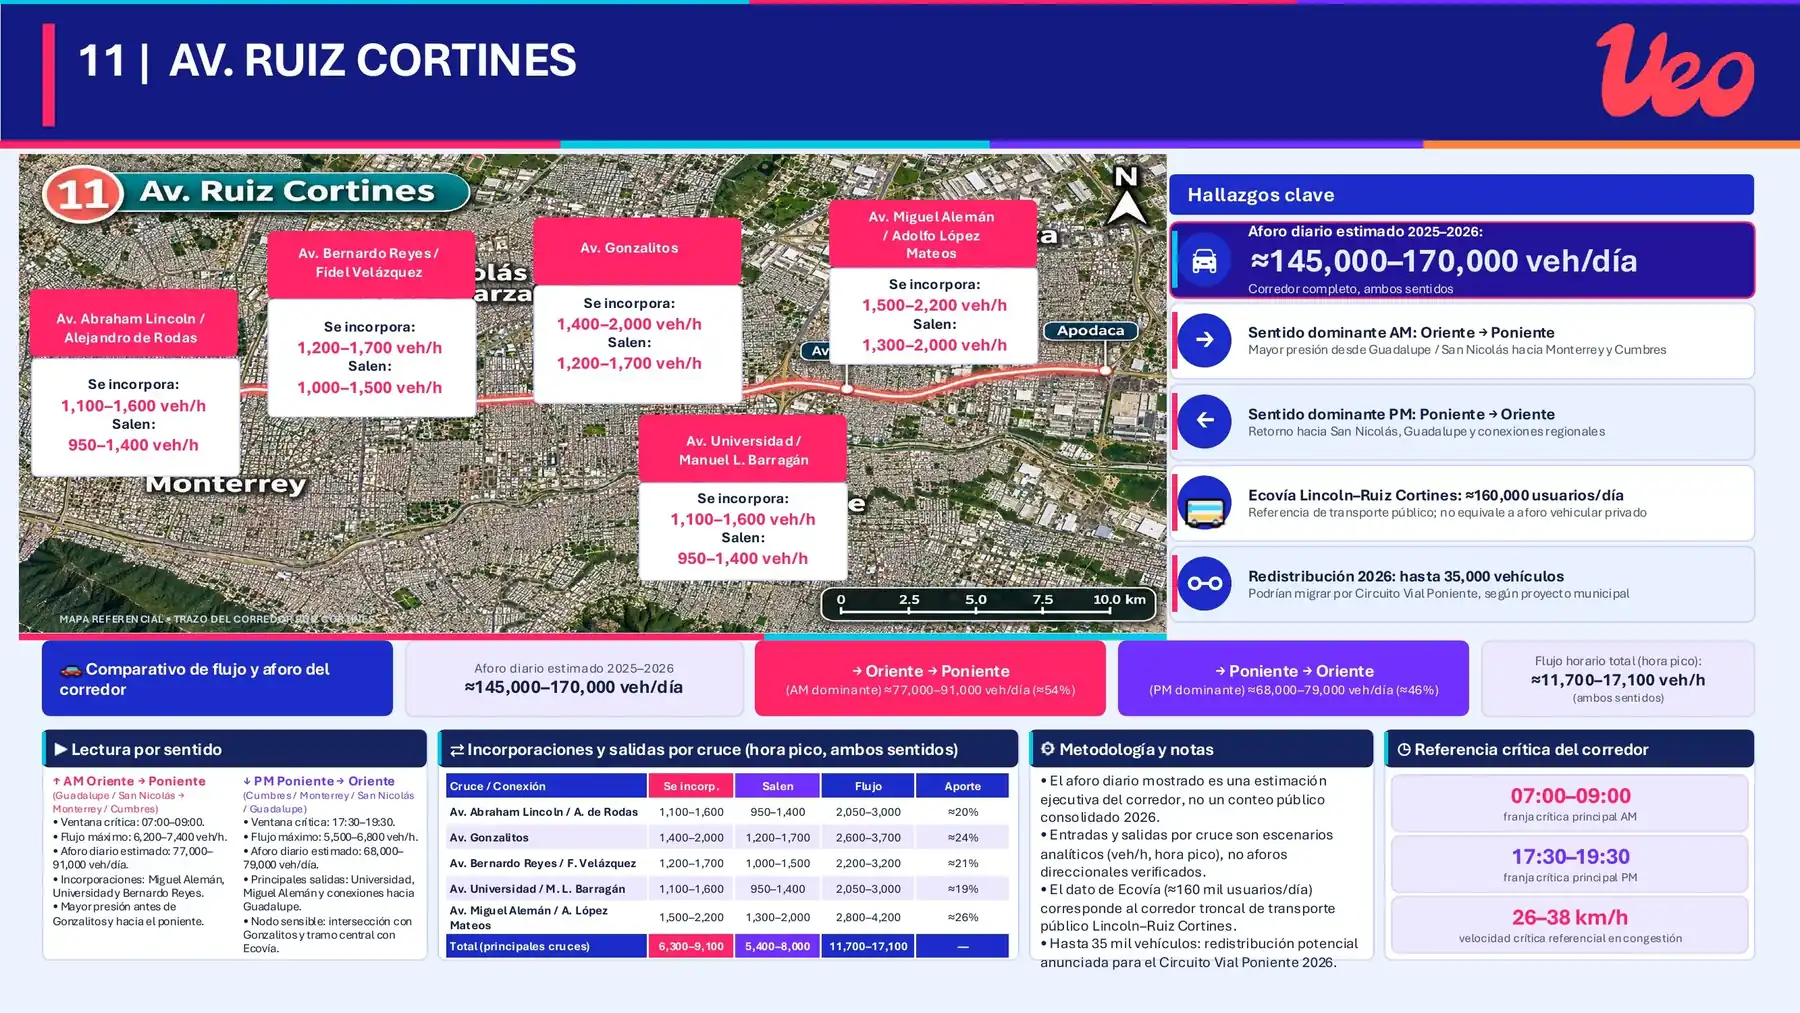 11 | AV. RUIZ CORTINES
Veo
11 Av. Ruiz Cortines
N
Av. Abraham Lincoln /
Alejandro de Rodas
Se incorpora:
1,100–1,600 veh/h
Salen:
950–1,400 veh/h
Av. Bernardo Reyes /
Fidel Velázquez
Se incorpora:
1,200–1,700 veh/h
Salen:
1,000–1,500 veh/h
olás
arza
Av. Gonzalitos
Se incorpora:
1,400–2,000 veh/h
Salen:
1,200–1,700 veh/h
Av. Miguel Alemán
/ Adolfo López
Mateos
Se incorpora:
1,500–2,200 veh/h
Salen:
1,300–2,000 veh/h
a
Av
Apodaca
Av. Universidad /
Manuel L. Barragán
Se incorpora:
1,100–1,600 veh/h
Salen:
950–1,400 veh/h
e
Monterrey
0 2.5 5.0 7.5 10.0 km
MAPA REFERENCIAL • TRAZO DEL CORREDOR RUIZ CORTINES
Hallazgos clave
Aforo diario estimado 2025–2026:
≈145,000–170,000 veh/día
Corredor completo, ambos sentidos
→ Sentido dominante AM: Oriente → Poniente
Mayor presión desde Guadalupe / San Nicolás hacia Monterrey y Cumbres
← Sentido dominante PM: Poniente → Oriente
Retorno hacia San Nicolás, Guadalupe y conexiones regionales
Ecovía Lincoln–Ruiz Cortines: ≈160,000 usuarios/día
Referencia de transporte público; no equivale a aforo vehicular privado
Redistribución 2026: hasta 35,000 vehículos
Podrían migrar por Circuito Vial Poniente, según proyecto municipal
🚗 Comparativo de flujo y aforo del
corredor
Aforo diario estimado 2025–2026
≈145,000–170,000 veh/día
→ Oriente → Poniente
(AM dominante) ≈77,000–91,000 veh/día (≈54%)
→ Poniente → Oriente
(PM dominante) ≈68,000–79,000 veh/día (≈46%)
Flujo horario total (hora pico):
≈11,700–17,100 veh/h
(ambos sentidos)
▶ Lectura por sentido
↑ AM Oriente → Poniente
(Guadalupe / San Nicolás →
Monterrey / Cumbres)
• Ventana crítica: 07:00–09:00.
• Flujo máximo: 6,200–7,400 veh/h.
• Aforo diario estimado: 77,000–
91,000 veh/día.
• Incorporaciones: Miguel Alemán,
Universidad y Bernardo Reyes.
• Mayor presión antes de
Gonzalitos y hacia el poniente.
↓ PM Poniente → Oriente
(Cumbres / Monterrey / San Nicolás
/ Guadalupe)
• Ventana crítica: 17:30–19:30.
• Flujo máximo: 5,500–6,800 veh/h.
• Aforo diario estimado: 68,000–
79,000 veh/día.
• Principales salidas: Universidad,
Miguel Alemán y conexiones hacia
Guadalupe.
• Nodo sensible: intersección con
Gonzalitos y tramo central con
Ecovía.
⇄ Incorporaciones y salidas por cruce (hora pico, ambos sentidos)
Cruce / Conexión Se incorp. Salen Flujo Aporte
Av. Abraham Lincoln / A. de Rodas 1,100–1,600 950–1,400 2,050–3,000 ≈20%
Av. Gonzalitos 1,400–2,000 1,200–1,700 2,600–3,700 ≈24%
Av. Bernardo Reyes / F. Velázquez 1,200–1,700 1,000–1,500 2,200–3,200 ≈21%
Av. Universidad / M. L. Barragán 1,100–1,600 950–1,400 2,050–3,000 ≈19%
Av. Miguel Alemán / A. López
Mateos 1,500–2,200 1,300–2,000 2,800–4,200 ≈26%
Total (principales cruces) 6,300–9,100 5,400–8,000 11,700–17,100 —
⚙ Metodología y notas
• El aforo diario mostrado es una estimación
ejecutiva del corredor, no un conteo público
consolidado 2026.
• Entradas y salidas por cruce son escenarios
analíticos (veh/h, hora pico), no aforos
direccionales verificados.
• El dato de Ecovía (≈160 mil usuarios/día)
corresponde al corredor troncal de transporte
público Lincoln–Ruiz Cortines.
• Hasta 35 mil vehículos: redistribución potencial
anunciada para el Circuito Vial Poniente 2026.
◷ Referencia crítica del corredor
07:00–09:00
franja crítica principal AM
17:30–19:30
franja crítica principal PM
26–38 km/h
velocidad crítica referencial en congestión